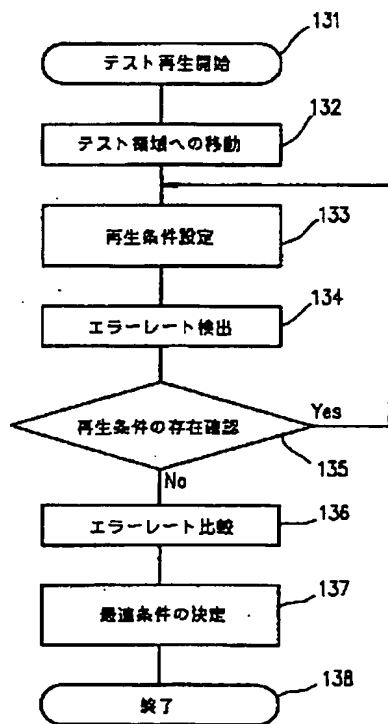 131
テスト再生開始
132
テスト領域への移動
133
再生条件設定
134
エラーレート検出
再生条件の存在確認
Yes
135
No
136
エラーレート比較
137
最適条件の決定
138
終了